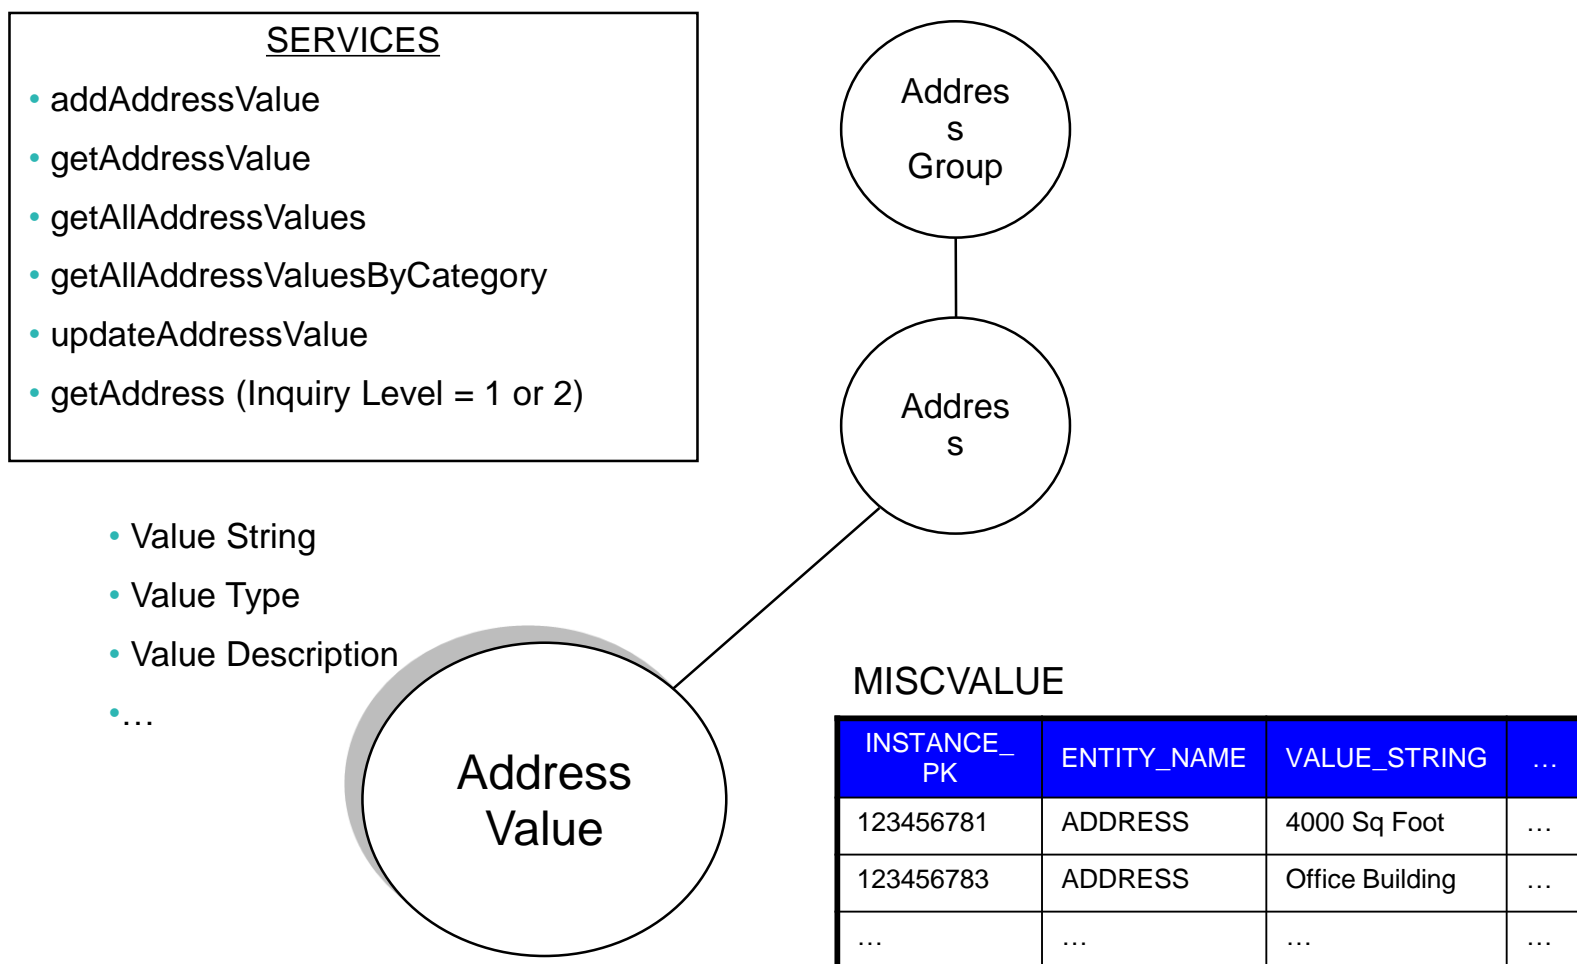 SERVICES
• addAddressValue
• getAddressValue
• getAllAddressValues
• getAllAddressValuesByCategory
• updateAddressValue
• getAddress (Inquiry Level = 1 or 2)
Addres
s
Group
Addres
s
• Value String
• Value Type
• Value Description
•…
Address
Value
MISCVALUE
INSTANCE_
PK ENTITY_NAME VALUE_STRING …
123456781 ADDRESS 4000 Sq Foot …
123456783 ADDRESS Office Building …
… … … …